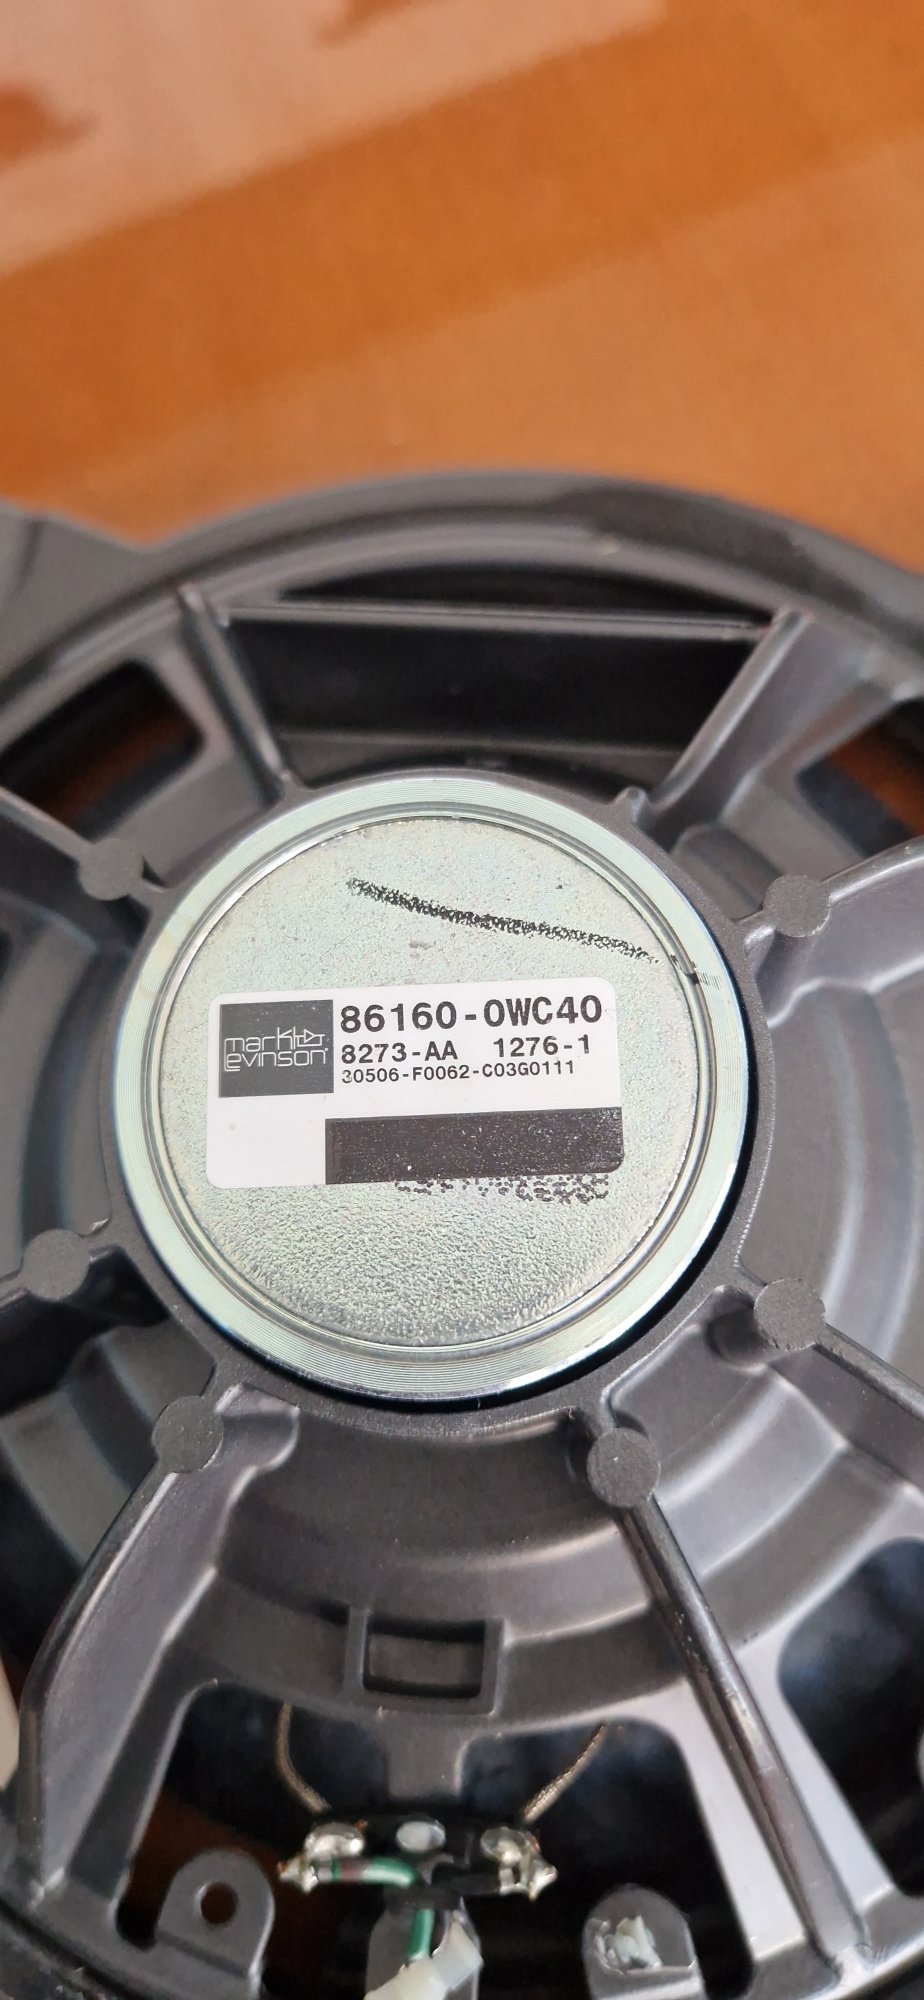 mark
Levinson
86160-0WC40
8273-AA 1276-1
30506-F0062-C03G0111